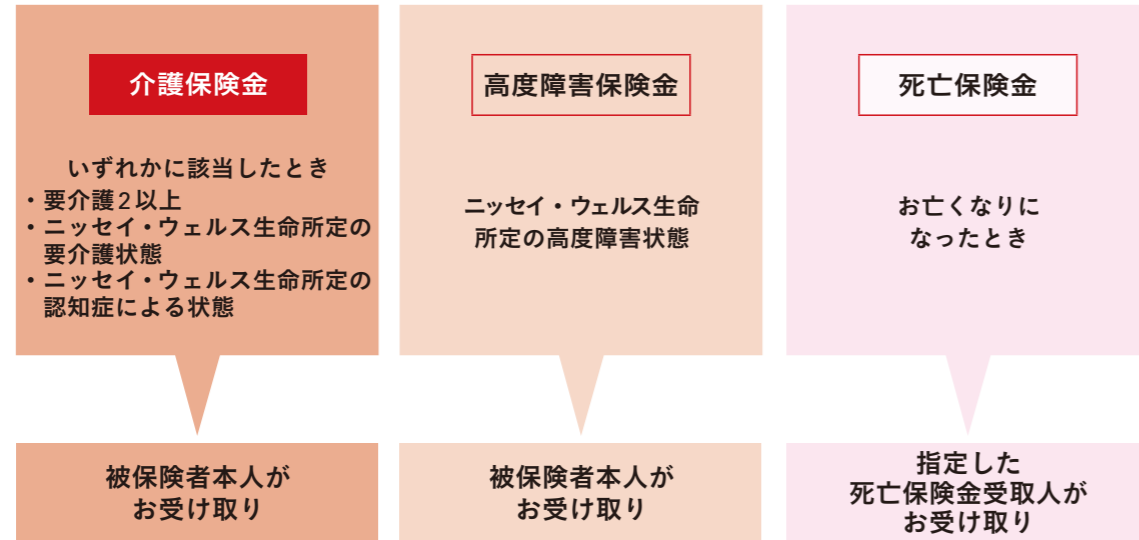 介護保険金
いずれかに該当したとき
・要介護2以上
・ニッセイ・ウェルス生命所定の
要介護状態
・ニッセイ・ウェルス生命所定の
認知症による状態
被保険者本人が
お受け取り
高度障害保険金
ニッセイ・ウェルス生命
所定の高度障害状態
被保険者本人が
お受け取り
死亡保険金
お亡くなりに
なったとき
指定した
死亡保険金受取人が
お受け取り